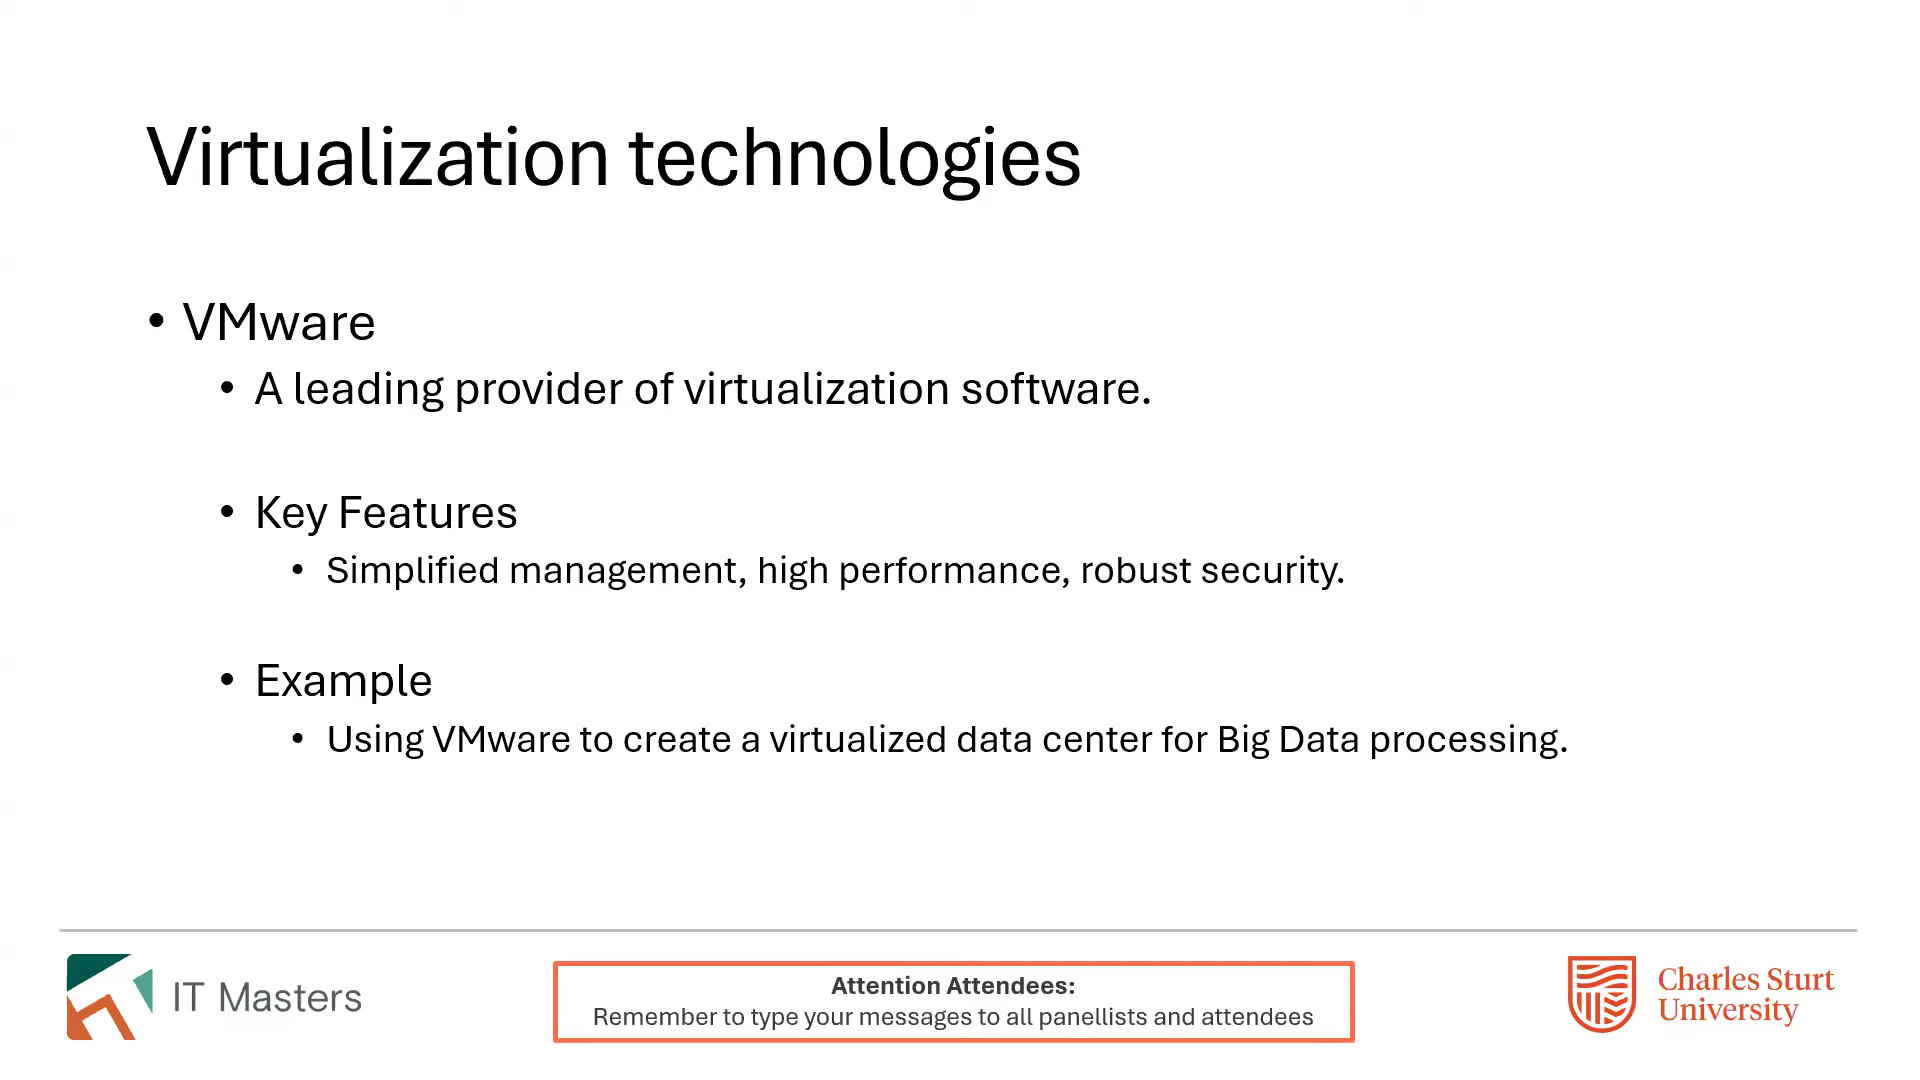 Virtualization technologies
• VMware
• A leading provider of virtualization software.
• Key Features
• Simplified management, high performance, robust security.
• Example
• Using VMware to create a virtualized data center for Big Data processing.
IT Masters
Attention Attendees:
Remember to type your messages to all panellists and attendees
Charles Sturt
University